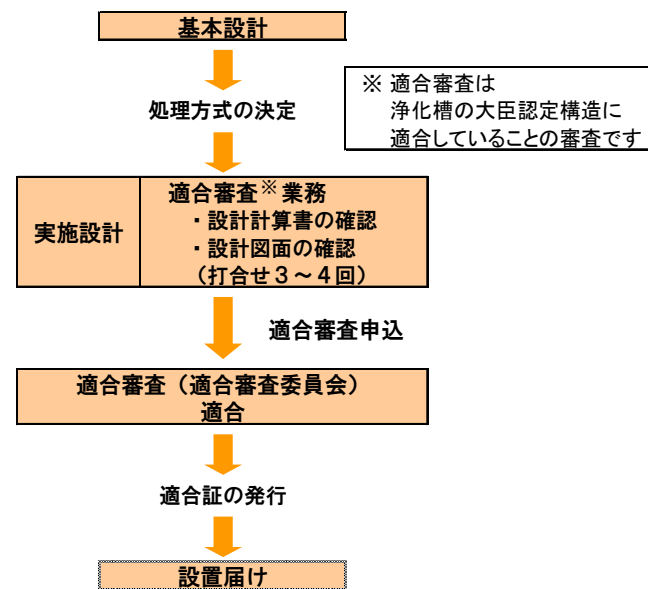 基本設計
処理方式の決定
※ 適合審査は
浄化槽の大臣認定構造に
適合していることの審査です
実施設計
適合審査※業務
・設計計算書の確認
・設計図面の確認
（打合せ３～４回）
適合審査申込
適合審査（適合審査委員会）
適合
適合証の発行
設置届け